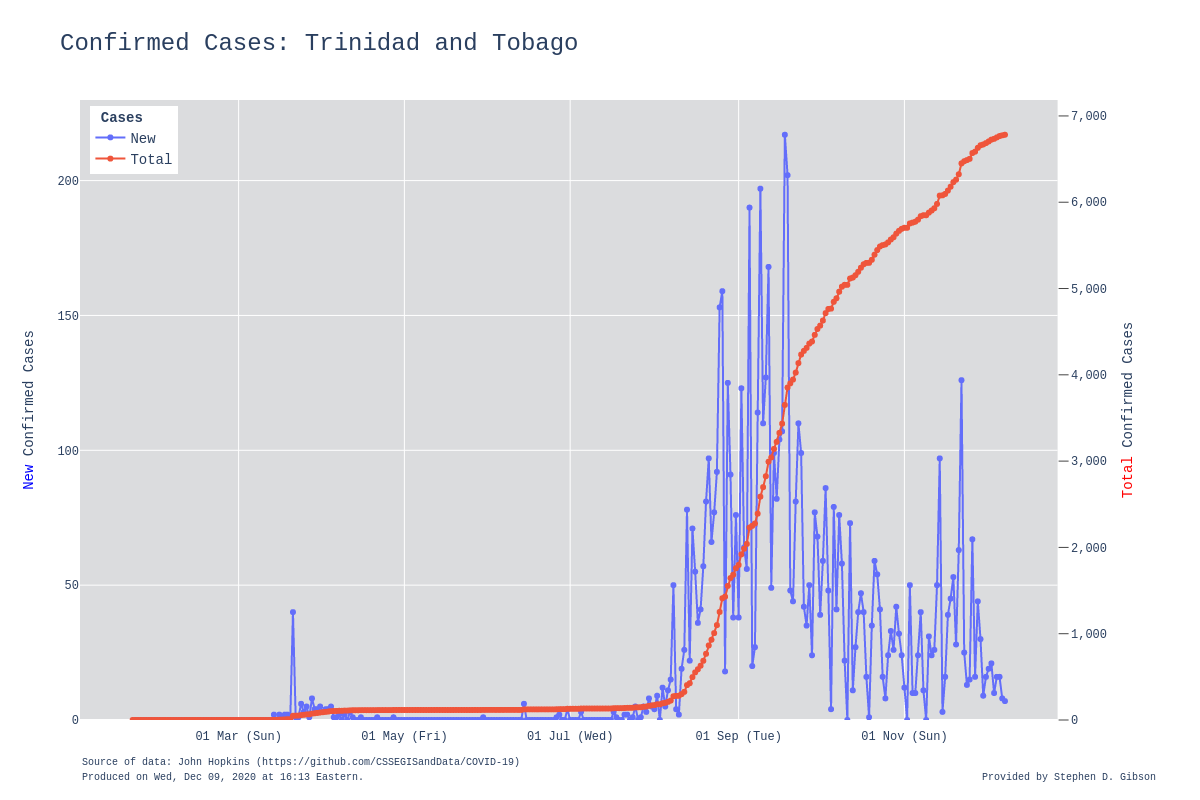 Confirmed Cases: Trinidad and Tobago
Cases
New
Total
7,000
6,000
5,000
4,000
3,000
2,000
1,000
0
200
150
100
50
0
New Confirmed Cases
Total Confirmed Cases
01 Mar (Sun)
01 May (Fri)
01 Jul (Wed)
01 Sep (Tue)
01 Nov (Sun)
Source of data: John Hopkins (https://github.com/CSSEGISandData/COVID-19)
Produced on Wed, Dec 09, 2020 at 16:13 Eastern.
Provided by Stephen D. Gibson